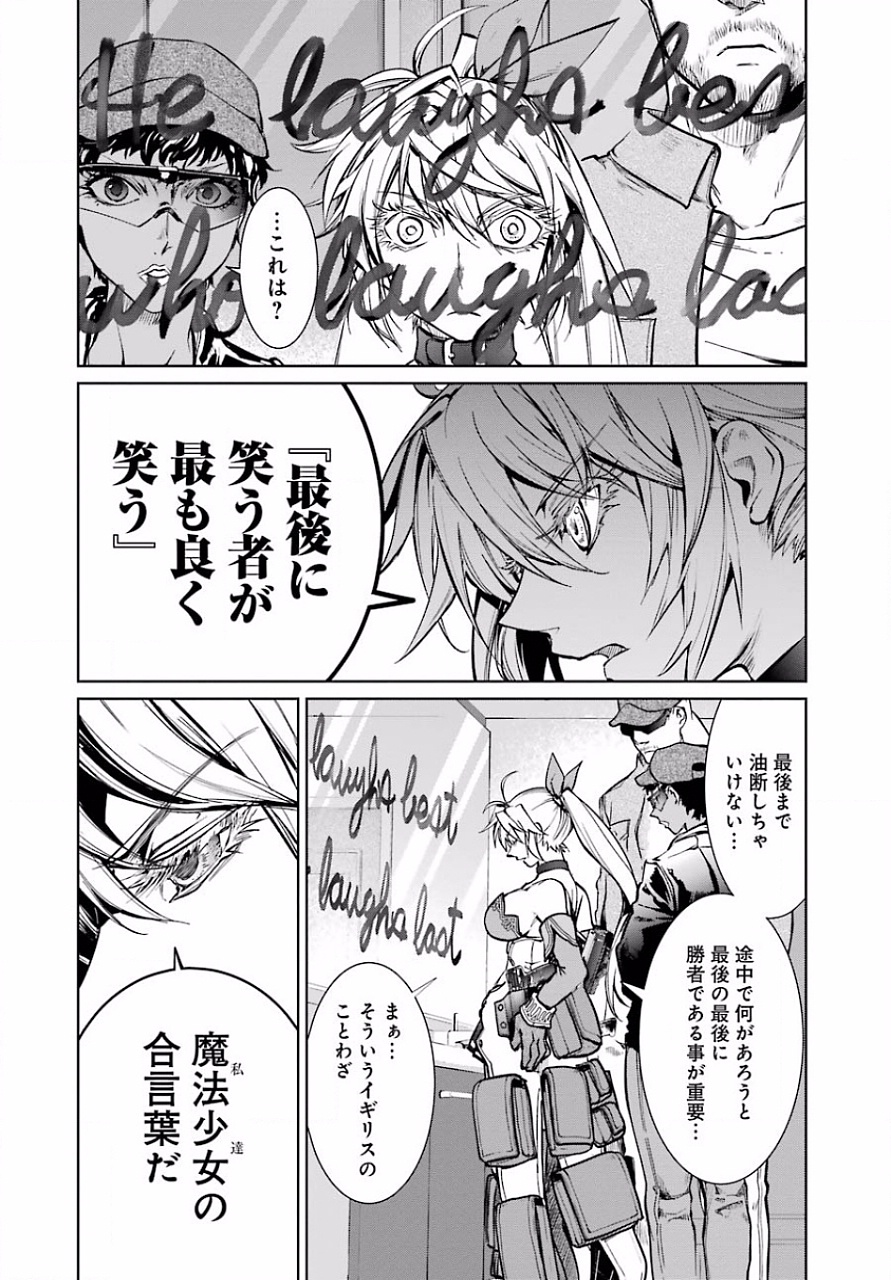 He laughs bes
who laughs las
…これは?
『最後に
笑う者が
最も良く
笑う』
最後まで
油断しちゃ
いけない…
途中で何があろうと
最後の最後に
勝者である事が重要…
laughs best
laughs last
まぁ…
そういうイギリスの
ことわざ
魔法少女の
私達
合言葉だ